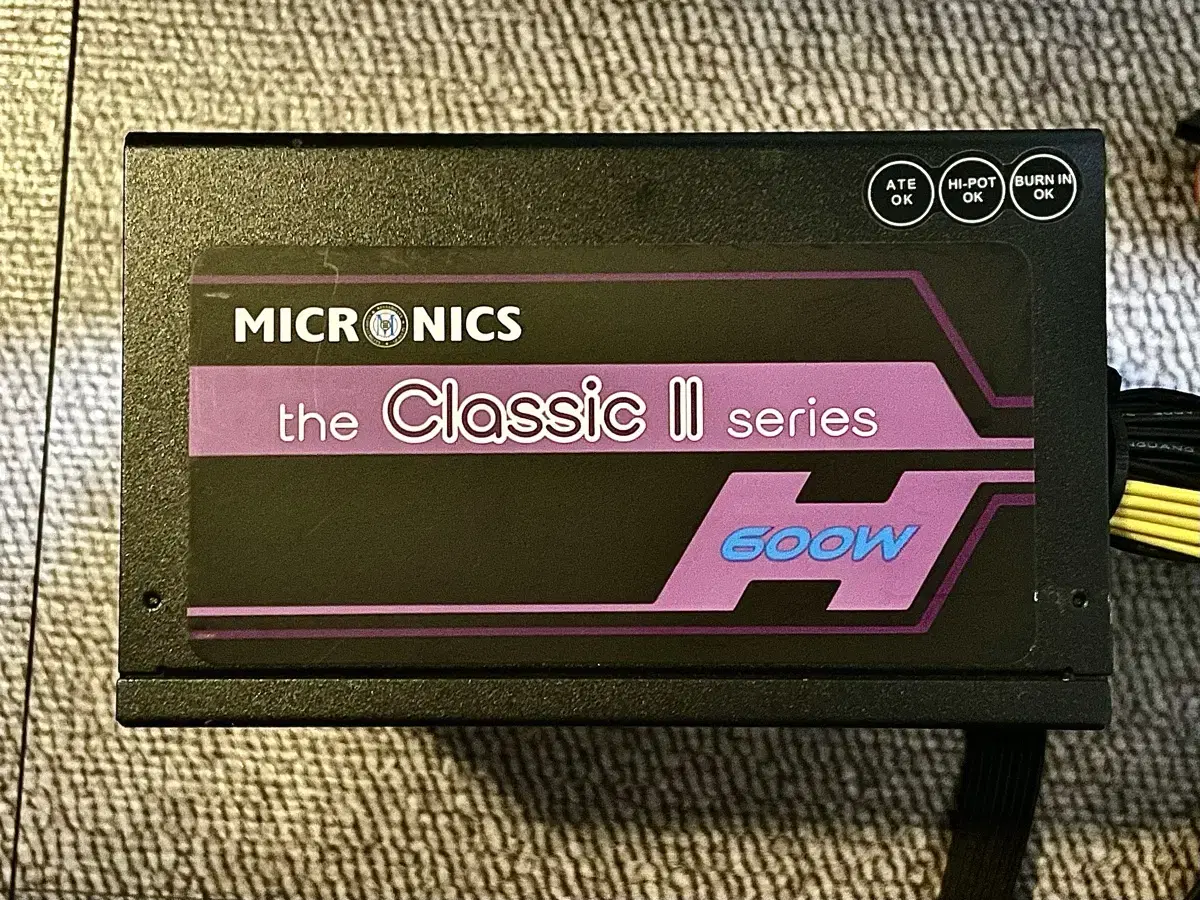 ATE
OK
HI-POT
OK
BURN IN
OK
MICRONICS
the Classic II series
600W